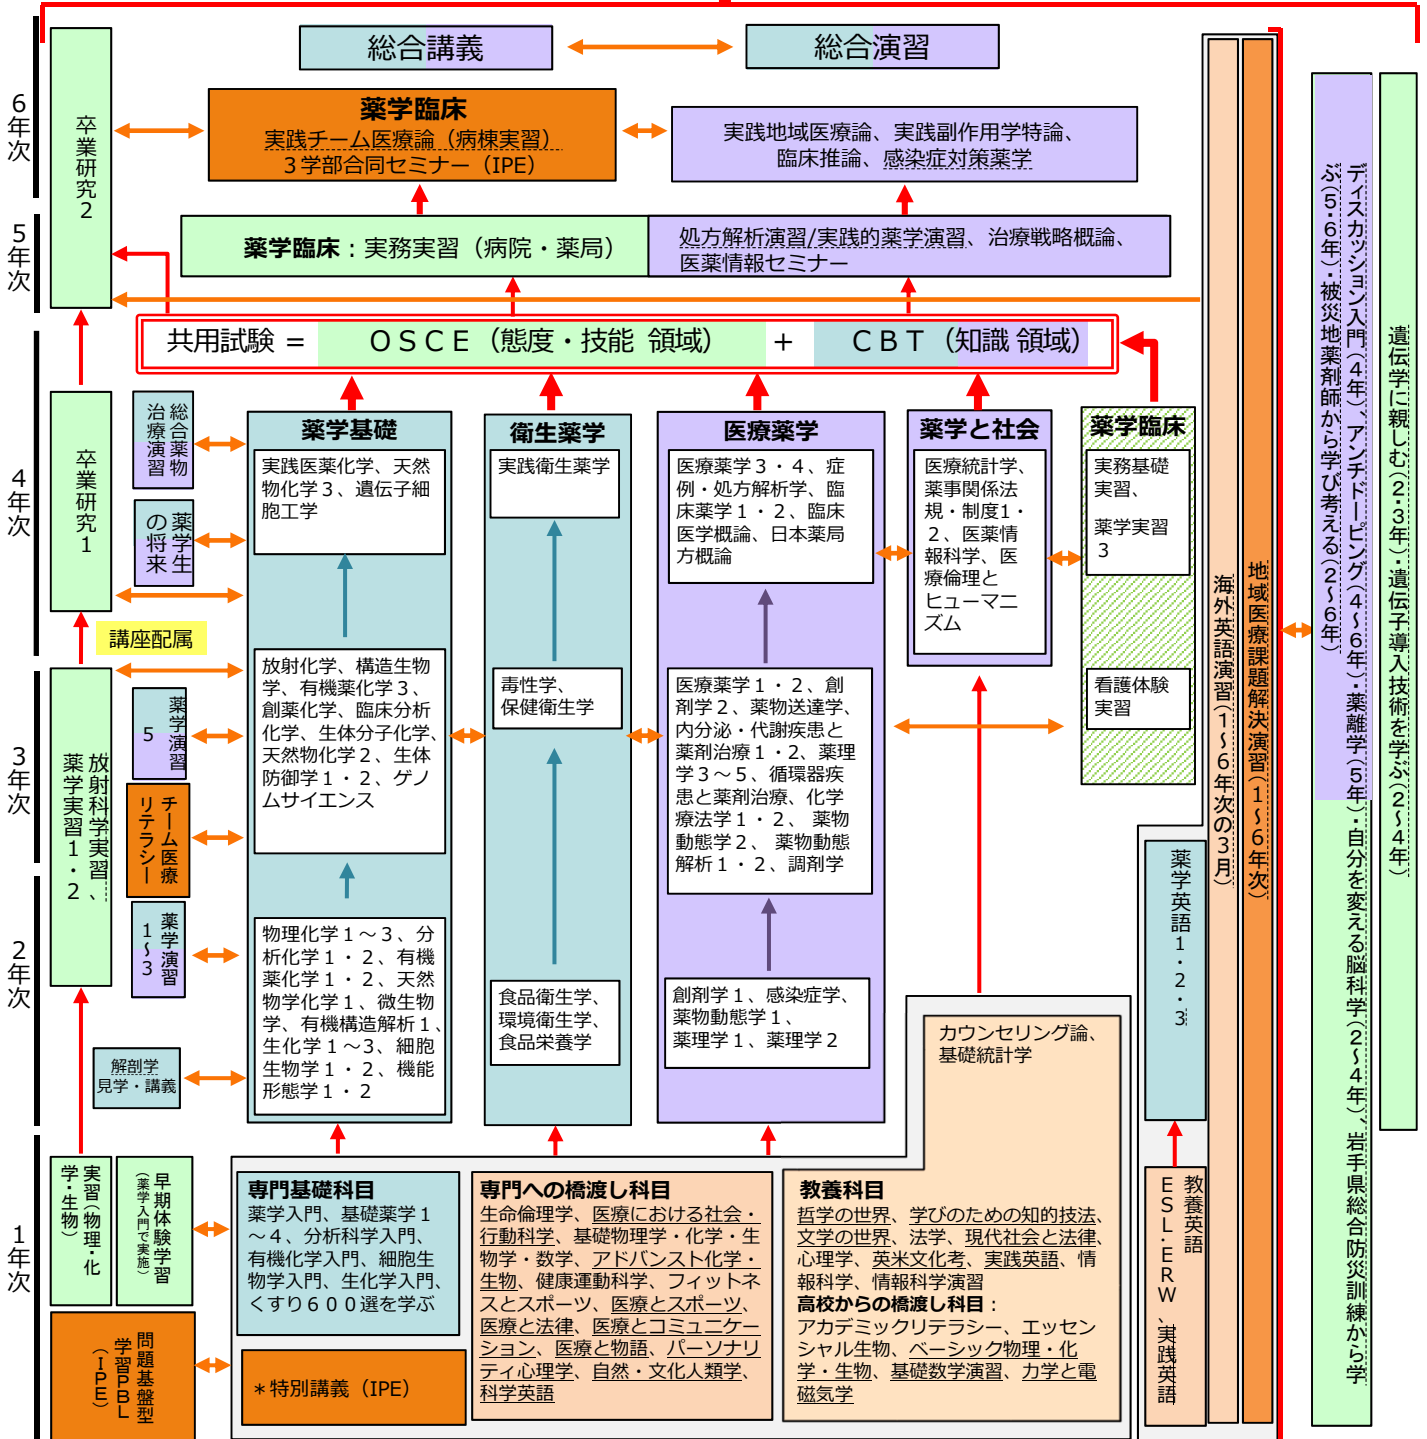 総合講義
総合演習
6年次
卒業研究2
薬学臨床
実践チーム医療論（病棟実習）
3学部合同セミナー（IPE）
実践地域医療論、実践副作用学特論、
臨床推論、感染症対策薬学
5年次
薬学臨床：実務実習（病院・薬局）
処方解析演習/実践的薬学演習、治療戦略概論、
医薬情報セミナー
共用試験 =
ＯＳＣＥ（態度・技能 領域）
+
ＣＢＴ（知識 領域）
4年次
卒業研究1
総合薬物
治療演習
薬学生
の将来
講座配属
薬学基礎
実践医薬化学、天然
物化学３、遺伝子細
胞工学
衛生薬学
実践衛生薬学
医療薬学
医療薬学３・４、症
例・処方解析学、臨
床薬学１・２、臨床
医学概論、日本薬局
方概論
薬学と社会
医療統計学、
薬事関係法
規・制度1・
2、医薬情
報科学、医
療倫理と
ヒューマニ
ズム
薬学臨床
実務基礎
実習、
薬学実習
3
3年次
放射科学実習、
薬学実習１・２
薬学演習
5
チーム医療
リテラシー
放射化学、構造生物
学、有機薬化学３、
創薬化学、臨床分析
化学、生体分子化学、
天然物化学２、生体
防御学１・２、ゲノ
ムサイエンス
毒性学、
保健衛生学
医療薬学１・２、創
剤学２、薬物送達学、
内分泌・代謝疾患と
薬剤治療１・２、薬理
学３～５、循環器疾
患と薬剤治療、化学
療法学１・２、 薬物
動態学２、 薬物動態
解析１・２、調剤学
看護体験
実習
2年次
薬学演習
1～3
解剖学
見学・講義
物理化学１～３、分
析化学１・２、有機
薬化学１・２、天然
物学化学１、微生物
学、有機構造解析１、
生化学１～３、細胞
生物学１・２、機能
形態学１・２
食品衛生学、
環境衛生学、
食品栄養学
創剤学１、感染症学、
薬物動態学１、
薬理学１、薬理学２
カウンセリング論、
基礎統計学
薬学英語１・２・３
1年次
実習（物理・化
学・生物）
早期体験学習
（薬学入門で実施）
問題基盤型
学習PBL
（IPE）
専門基礎科目
薬学入門、基礎薬学１
～４、分析科学入門、
有機化学入門、細胞生
物学入門、生化学入門、
くすり６００選を学ぶ
＊特別講義（IPE）
専門への橋渡し科目
生命倫理学、医療における社会・
行動科学、基礎物理学・化学・生
物学・数学、アドバンスト化学・
生物、健康運動科学、フィットネ
スとスポーツ、医療とスポーツ、
医療と法律、医療とコミュニケー
ション、医療と物語、パーソナリ
ティ心理学、自然・文化人類学、
科学英語
教養科目
哲学の世界、学びのための知的技法、
文学の世界、法学、現代社会と法律、
心理学、英米文化考、実践英語、情
報科学、情報科学演習
高校からの橋渡し科目：
アカデミックリテラシー、エッセン
シャル生物、ベーシック物理・化
学・生物、基礎数学演習、力学と電
磁気学
教養英語
ESL・ERW、実践英語
海外英語演習（１～６年次の３月）
地域医療課題解決演習（１～６年次）
ディスカッション入門（４年）、アンチドーピング（４～６年）・薬離学（５年）・自分を変える脳科学（２～４年）、岩手県総合防災訓練から学
ぶ（５・６年）・被災地薬剤師から学び考える（２～６年）
遺伝学に親しむ（２・３年）・遺伝子導入技術を学ぶ（２～４年）